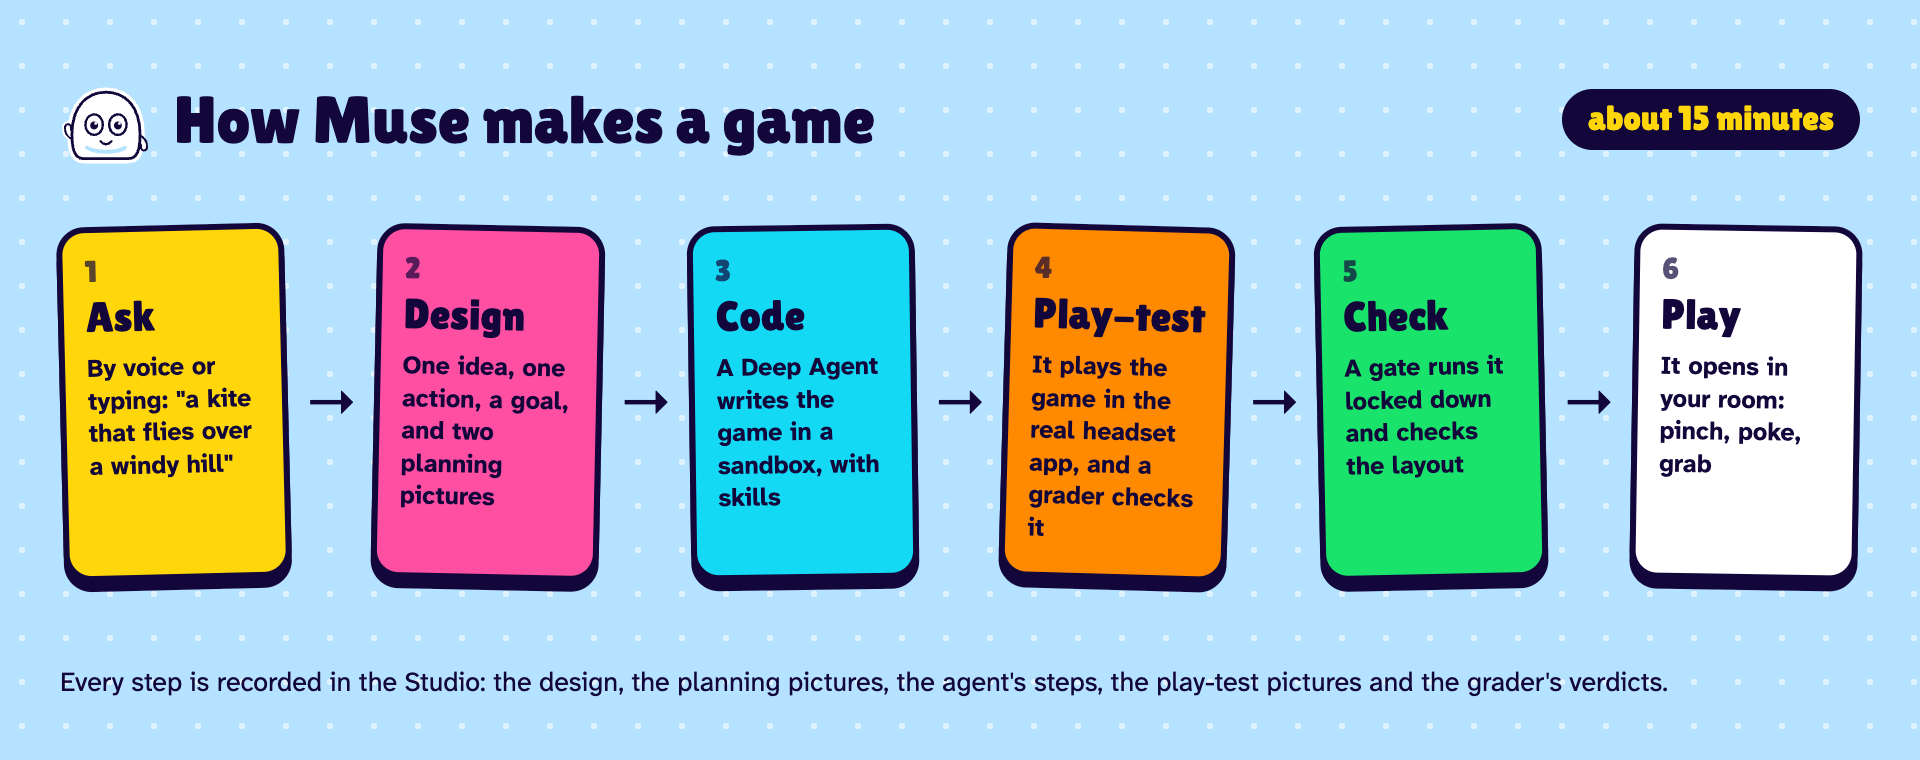 How Muse makes a game
about 15 minutes
1
Ask
By voice or
typing: "a kite
that flies over
a windy hill"
2
Design
One idea, one
action, a goal,
and two
planning
pictures
3
Code
A Deep Agent
writes the
game in a
sandbox, with
skills
4
Play-test
It plays the
game in the
real headset
app, and a
grader checks
it
5
Check
A gate runs it
locked down
and checks
the layout
6
Play
It opens in
your room:
pinch, poke,
grab
Every step is recorded in the Studio: the design, the planning pictures, the agent's steps, the play-test pictures and the grader's verdicts.